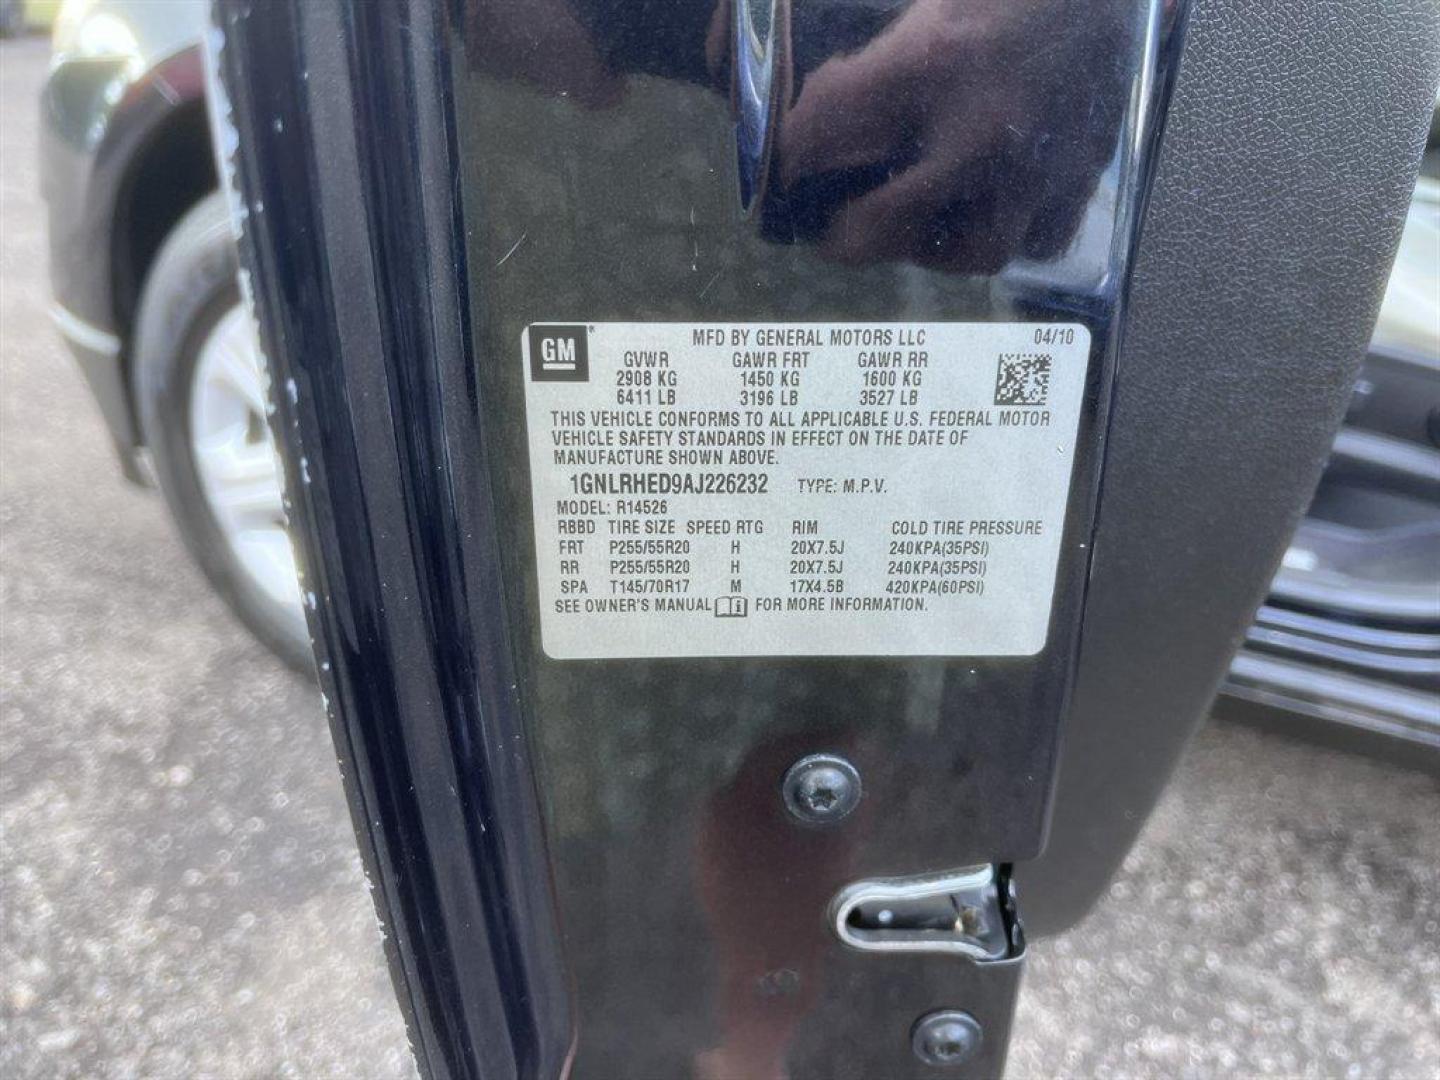 GM
MFD BY GENERAL MOTORS LLC 04/10
GVWR GAWR FRT GAWR RR
2908 KG 1450 KG 1600 KG
6411 LB 3196 LB 3527 LB
THIS VEHICLE CONFORMS TO ALL APPLICABLE U.S. FEDERAL MOTOR
VEHICLE SAFETY STANDARDS IN EFFECT ON THE DATE OF
MANUFACTURE SHOWN ABOVE.
1GNLRHED9AJ226232 TYPE: M.P.V.
MODEL: R14526
RBBD TIRE SIZE SPEED RTG RIM COLD TIRE PRESSURE
FRT P255/55R20 H 20X7.5J 240KPA(35PSI)
RR P255/55R20 H 20X7.5J 240KPA(35PSI)
SPA T145/70R17 M 17X4.5B 420KPA(60PSI)
SEE OWNER'S MANUAL i FOR MORE INFORMATION.